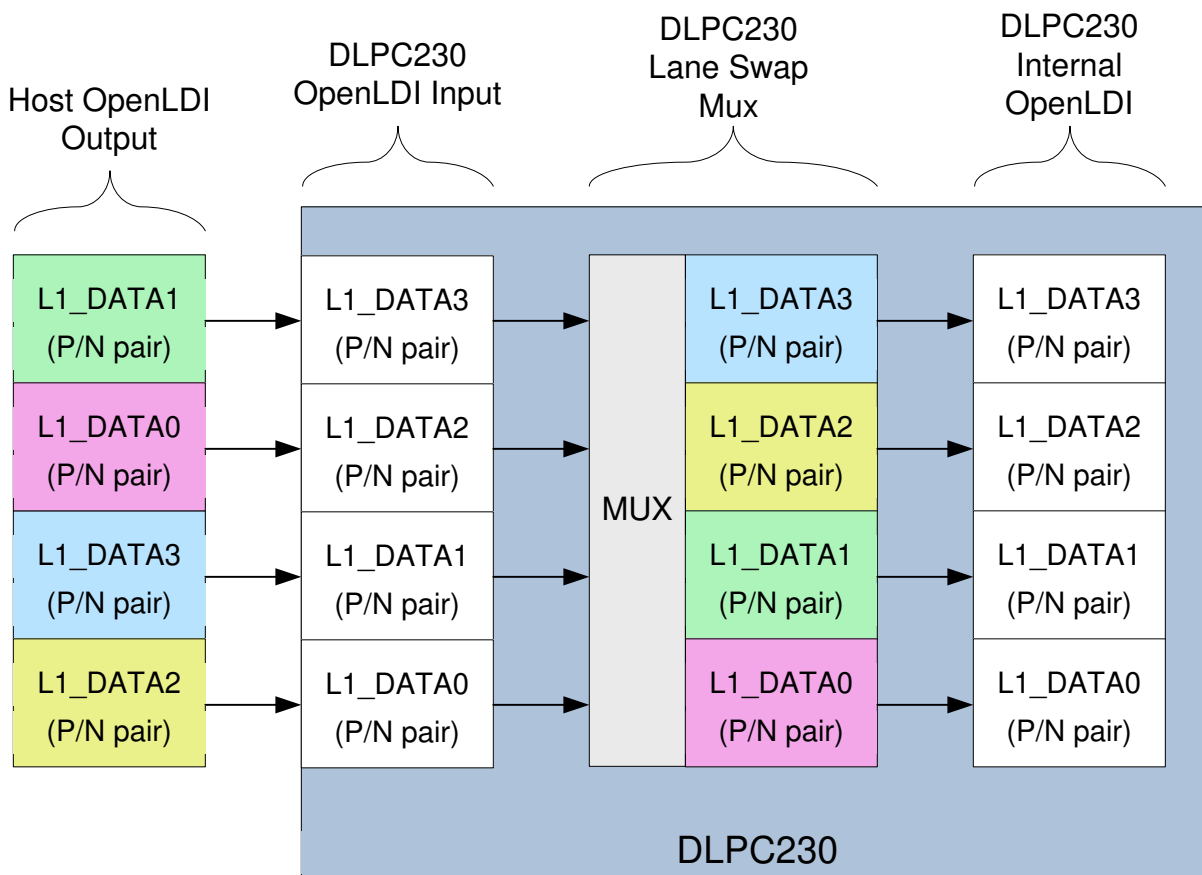 Host OpenLDI
Output
DLPC230
OpenLDI Input
DLPC230
Lane Swap
Mux
DLPC230
Internal
OpenLDI
L1_DATA1
(P/N pair)
L1_DATA0
(P/N pair)
L1_DATA3
(P/N pair)
L1_DATA2
(P/N pair)
L1_DATA3
(P/N pair)
L1_DATA2
(P/N pair)
L1_DATA1
(P/N pair)
L1_DATA0
(P/N pair)
MUX
L1_DATA3
(P/N pair)
L1_DATA2
(P/N pair)
L1_DATA1
(P/N pair)
L1_DATA0
(P/N pair)
L1_DATA3
(P/N pair)
L1_DATA2
(P/N pair)
L1_DATA1
(P/N pair)
L1_DATA0
(P/N pair)
DLPC230